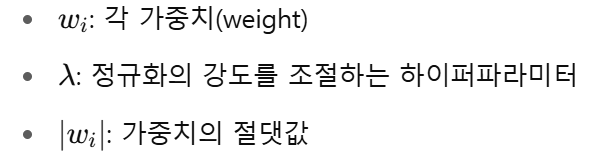 • wᵢ: 각 가중치(weight)
• λ: 정규화의 강도를 조절하는 하이퍼파라미터
• |wᵢ|: 가중치의 절댓값